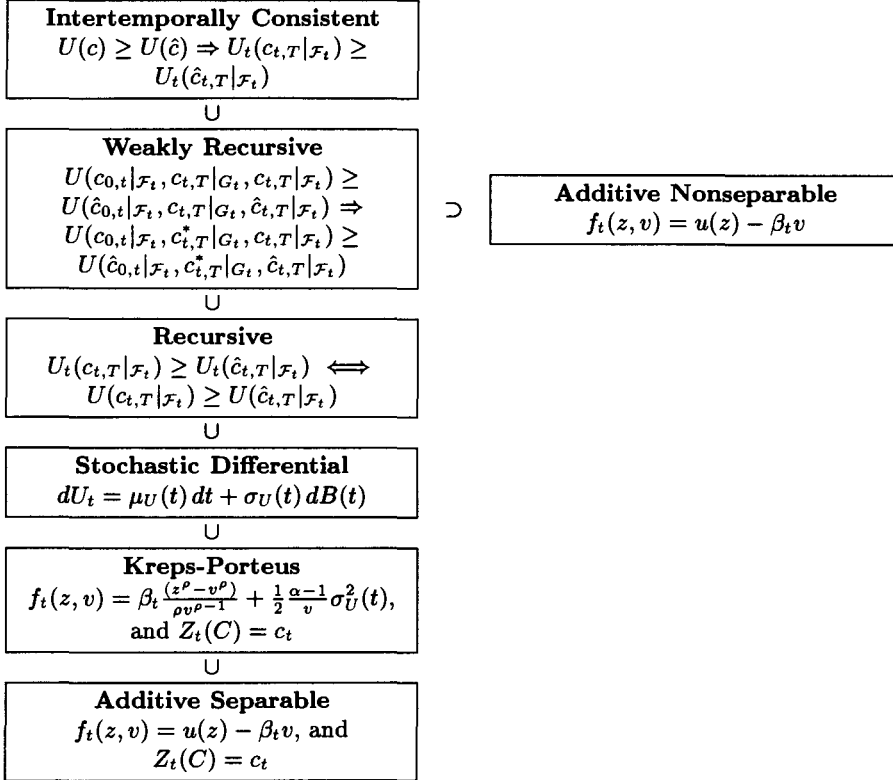 Intertemporally Consistent
U(c) ≥ U(ĉ) ⇒ U_t(c_{t,T}|_{𝓕_t}) ≥
U_t(ĉ_{t,T}|_{𝓕_t})
∪
Weakly Recursive
U(c_{0,t}|_{𝓕_t}, c_{t,T}|_{G_t}, c_{t,T}|_{𝓕_t}) ≥
U(ĉ_{0,t}|_{𝓕_t}, c_{t,T}|_{G_t}, ĉ_{t,T}|_{𝓕_t}) ⇒
U(c_{0,t}|_{𝓕_t}, c^*_{t,T}|_{G_t}, c_{t,T}|_{𝓕_t}) ≥
U(ĉ_{0,t}|_{𝓕_t}, c^*_{t,T}|_{G_t}, ĉ_{t,T}|_{𝓕_t})
⊃
Additive Nonseparable
f_t(z, v) = u(z) − β_t v
∪
Recursive
U_t(c_{t,T}|_{𝓕_t}) ≥ U_t(ĉ_{t,T}|_{𝓕_t}) ⟺
U(c_{t,T}|_{𝓕_t}) ≥ U(ĉ_{t,T}|_{𝓕_t})
∪
Stochastic Differential
dU_t = μ_U(t) dt + σ_U(t) dB(t)
∪
Kreps-Porteus
f_t(z, v) = β_t (z^ρ − v^ρ)/(ρv^{ρ−1}) + 1/2 (α−1)/v σ²_U(t),
and Z_t(C) = c_t
∪
Additive Separable
f_t(z, v) = u(z) − β_t v, and
Z_t(C) = c_t